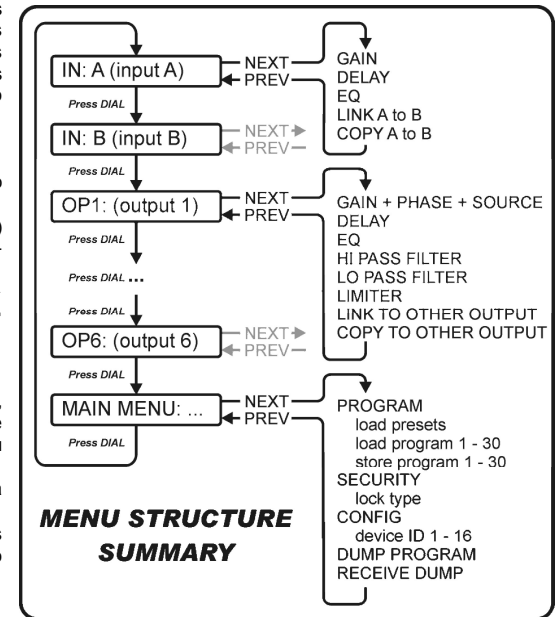 IN: A (input A)
NEXT
PREV
GAIN
DELAY
EQ
LINK A to B
COPY A to B
Press DIAL
IN: B (input B)
NEXT
PREV
Press DIAL
OP1: (output 1)
NEXT
PREV
GAIN + PHASE + SOURCE
DELAY
EQ
HI PASS FILTER
LO PASS FILTER
LIMITER
LINK TO OTHER OUTPUT
COPY TO OTHER OUTPUT
Press DIAL
Press DIAL ...
Press DIAL
OP6: (output 6)
NEXT
PREV
Press DIAL
MAIN MENU: ...
NEXT
PREV
PROGRAM
load presets
load program 1 - 30
store program 1 - 30
SECURITY
lock type
CONFIG
device ID 1 - 16
DUMP PROGRAM
RECEIVE DUMP
Press DIAL
MENU STRUCTURE
SUMMARY